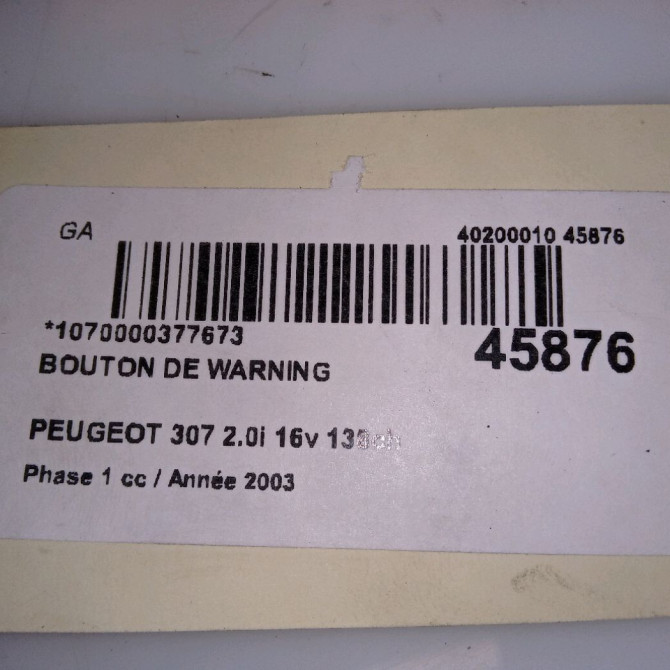 GA 40200010 45876
*1070000377673 45876
BOUTON DE WARNING
PEUGEOT 307 2.0i 16v
Phase 1 cc / Année 2003